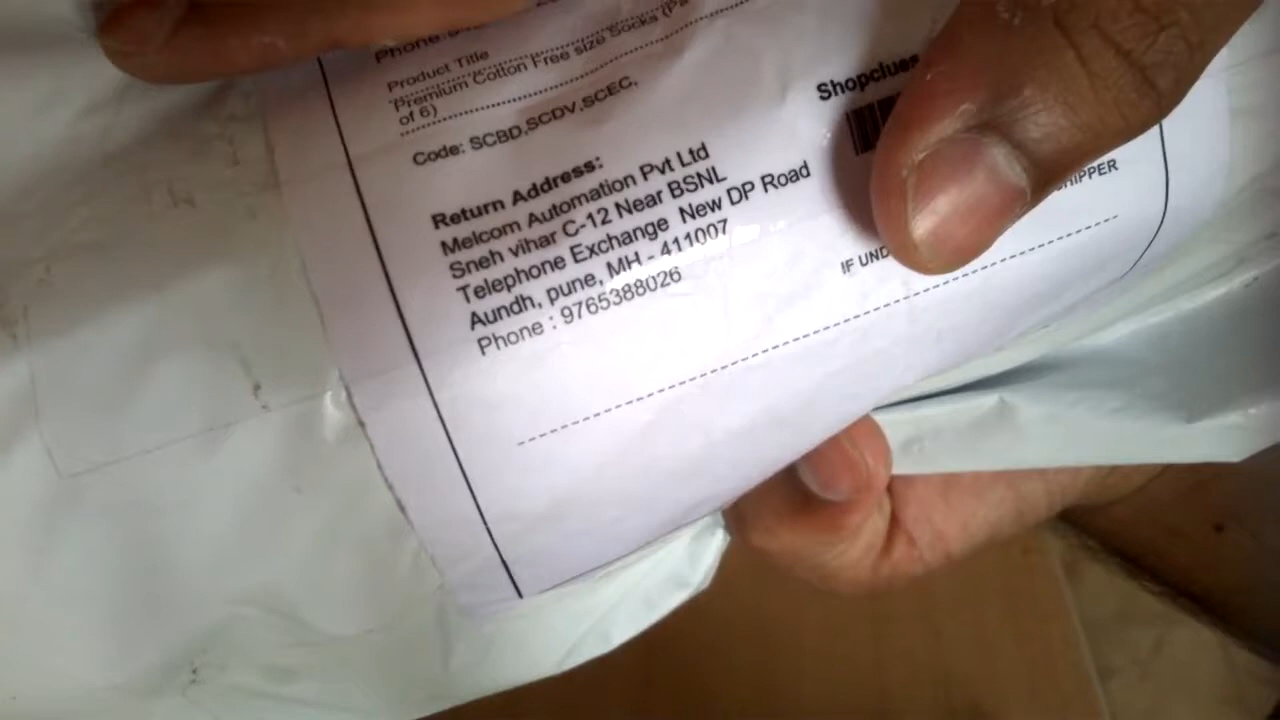 Phone
Product Title
Premium Cotton Free size Socks (Pa
of 6)
Code: SCBD,SCDV,SCEC,
Return Address:
Melcom Automation Pvt Ltd
Sneh vihar C-12 Near BSNL
Telephone Exchange New DP Road
Aundh, pune, MH - 411007
Phone : 9765388026
Shopclues
IF UND